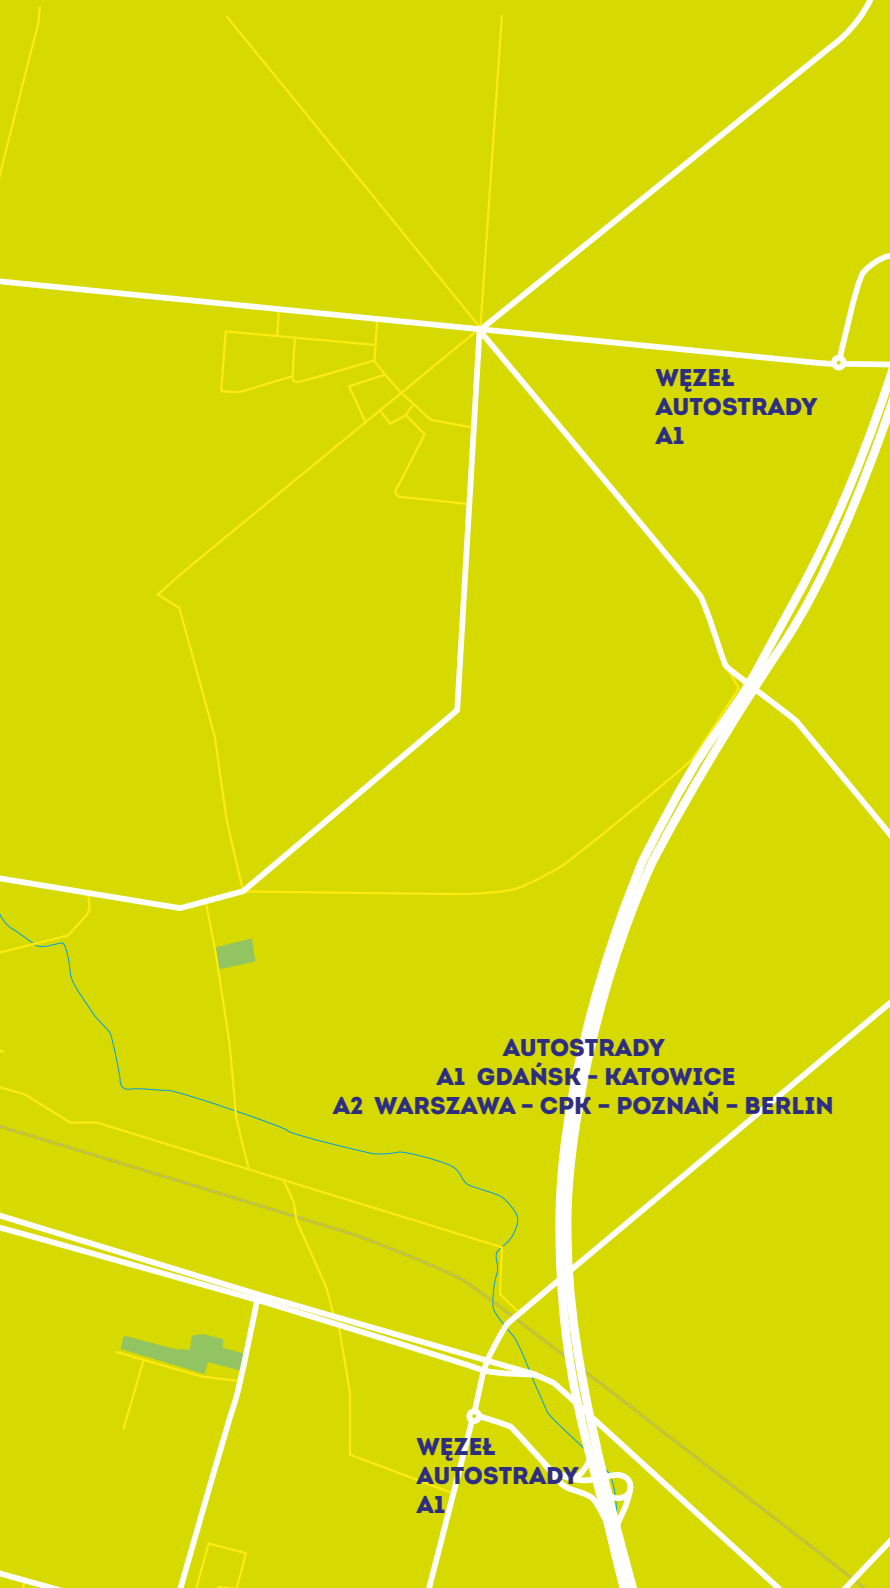 WĘZEŁ
AUTOSTRADY
A1
AUTOSTRADY
A1 GDAŃSK – KATOWICE
A2 WARSZAWA – CPK – POZNAŃ – BERLIN
WĘZEŁ
AUTOSTRADY
A1